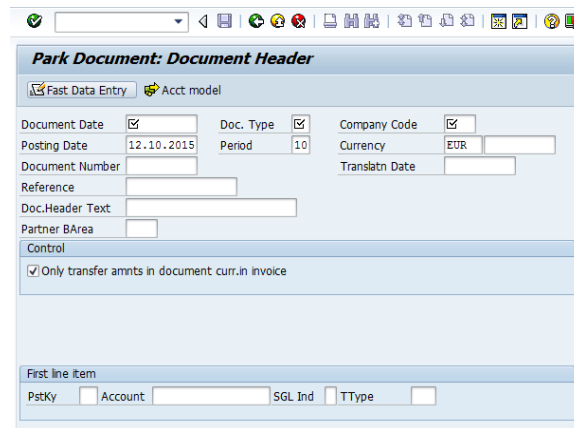 Park Document: Document Header
Fast Data Entry Acct model
Document Date Doc. Type Company Code
Posting Date 12.10.2015 Period 10 Currency EUR
Document Number Translatn Date
Reference
Doc.Header Text
Partner BArea
Control
Only transfer amnts in document curr.in invoice
First line item
PstKy Account SGL Ind TType